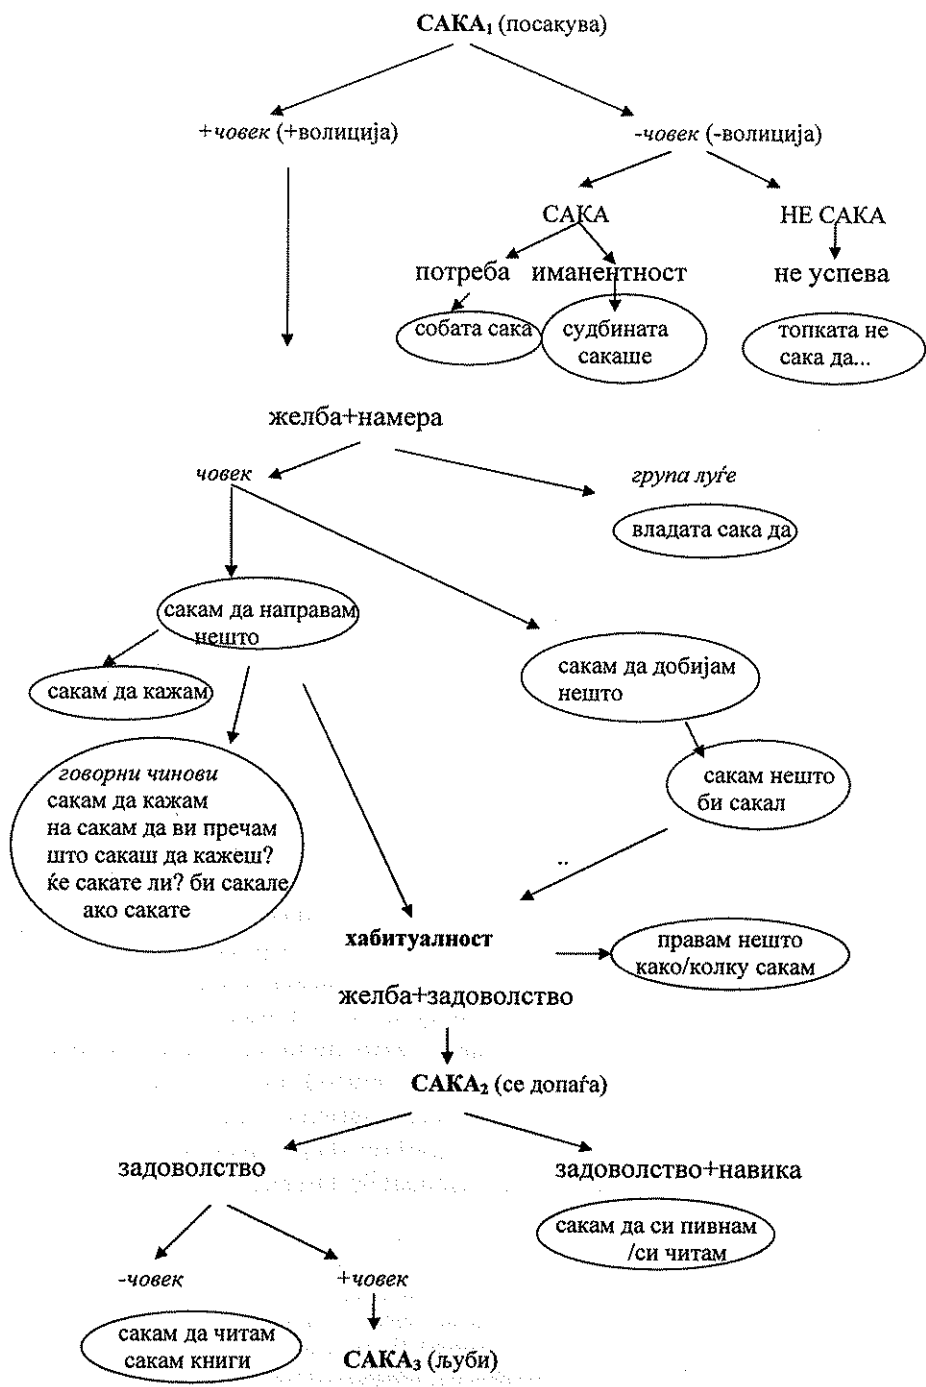 САКА₁ (посакува)
+човек (+волиција)
-човек (-волиција)
САКА
НЕ САКА
потреба
иманентност
не успева
собата сака
судбината
сакаше
топката не
сака да...
желба+намера
човек
група луѓе
владата сака да
сакам да направам
нешто
сакам да добијам
нешто
сакам да кажам
говорни чинови
сакам да кажам
на сакам да ви пречам
што сакаш да кажеш?
ќе сакате ли? би сакале
ако сакате
сакам нешто
би сакал
хабитуалност
правам нешто
како/колку сакам
желба+задоволство
САКА₂ (се допаѓа)
задоволство
задоволство+навика
сакам да си пивнам
/си читам
-човек
+човек
сакам да читам
сакам книги
САКА₃ (љуби)